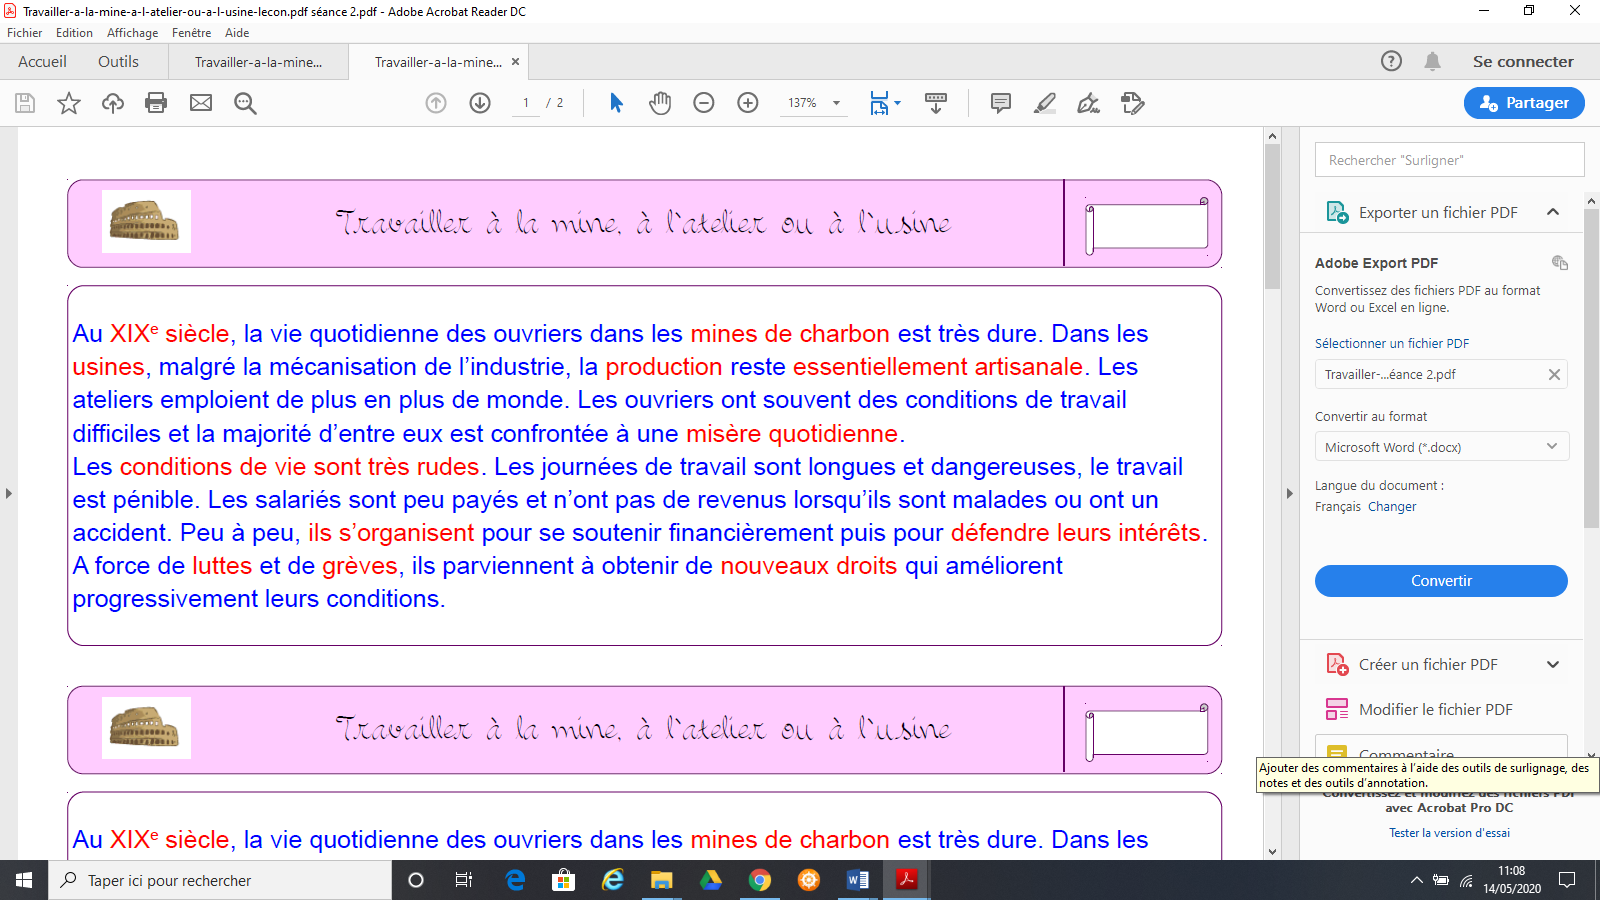 Travailler-a-la-mine-a-l-atelier-ou-a-l-usine-lecon.pdf séance 2.pdf - Adobe Acrobat Reader DC
Fichier Edition Affichage Fenêtre Aide
Accueil Outils Travailler-a-la-mine... Travailler-a-la-mine... Se connecter
1 / 2 137% Partager
Rechercher "Surligner"
Exporter un fichier PDF
Adobe Export PDF
Convertissez des fichiers PDF au format
Word ou Excel en ligne.
Sélectionner un fichier PDF
Travailler-...éance 2.pdf
Convertir au format
Microsoft Word (*.docx)
Langue du document :
Français Changer
Convertir
Créer un fichier PDF
Modifier le fichier PDF
Commentaire
Ajouter des commentaires à l'aide des outils de surlignage, des
notes et des outils d'annotation.
Convertissez et modifiez des fichiers PDF
avec Acrobat Pro DC
Tester la version d'essai
Travailler à la mine, à l'atelier ou à l'usine
Au XIXe siècle, la vie quotidienne des ouvriers dans les mines de charbon est très dure. Dans les
usines, malgré la mécanisation de l'industrie, la production reste essentiellement artisanale. Les
ateliers emploient de plus en plus de monde. Les ouvriers ont souvent des conditions de travail
difficiles et la majorité d'entre eux est confrontée à une misère quotidienne.
Les conditions de vie sont très rudes. Les journées de travail sont longues et dangereuses, le travail
est pénible. Les salariés sont peu payés et n'ont pas de revenus lorsqu'ils sont malades ou ont un
accident. Peu à peu, ils s'organisent pour se soutenir financièrement puis pour défendre leurs intérêts.
A force de luttes et de grèves, ils parviennent à obtenir de nouveaux droits qui améliorent
progressivement leurs conditions.
Travailler à la mine, à l'atelier ou à l'usine
Au XIXe siècle, la vie quotidienne des ouvriers dans les mines de charbon est très dure. Dans les
Taper ici pour rechercher
11:08
14/05/2020